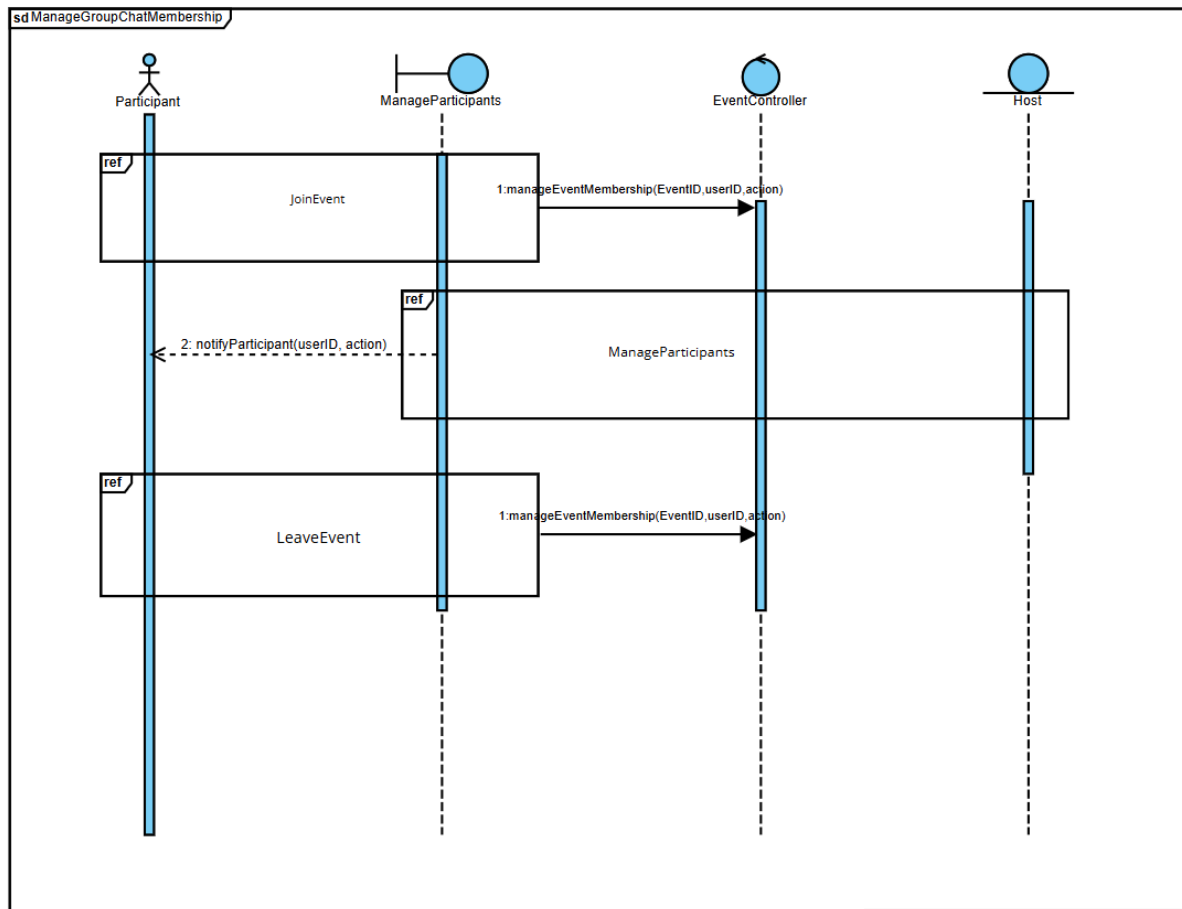 sd ManageGroupChatMembership
Participant
ManageParticipants
EventController
Host
ref
JoinEvent
1:manageEventMembership(EventID,userID,action)
ref
2: notifyParticipant(userID, action)
ManageParticipants
ref
1:manageEventMembership(EventID,userID,action)
LeaveEvent